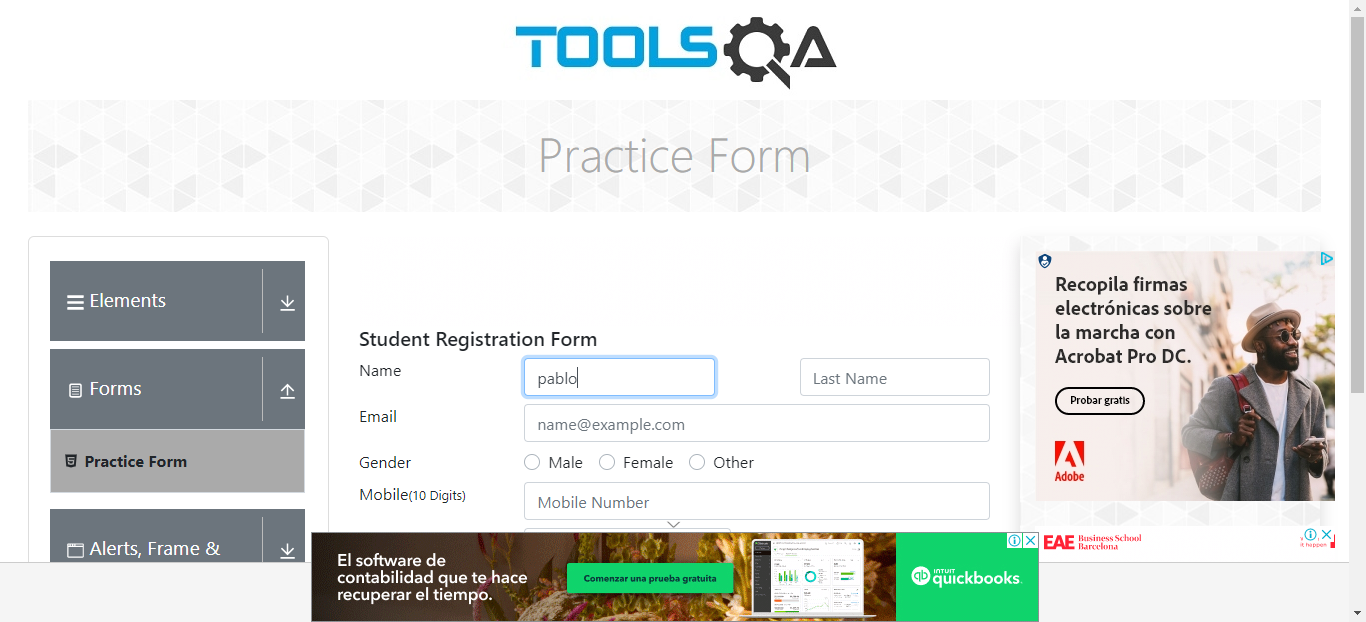 TOOLSQA
Practice Form
Elements
Forms
Practice Form
Alerts, Frame &
Student Registration Form
Name
pablo
Last Name
Email
name@example.com
Gender
Male
Female
Other
Mobile(10 Digits)
Mobile Number
Recopila firmas
electrónicas sobre
la marcha con
Acrobat Pro DC.
Probar gratis
Adobe
EAE Business School
Barcelona
it happen
El software de
contabilidad que te hace
recuperar el tiempo.
Comenzar una prueba gratuita
INTUIT
quickbooks.